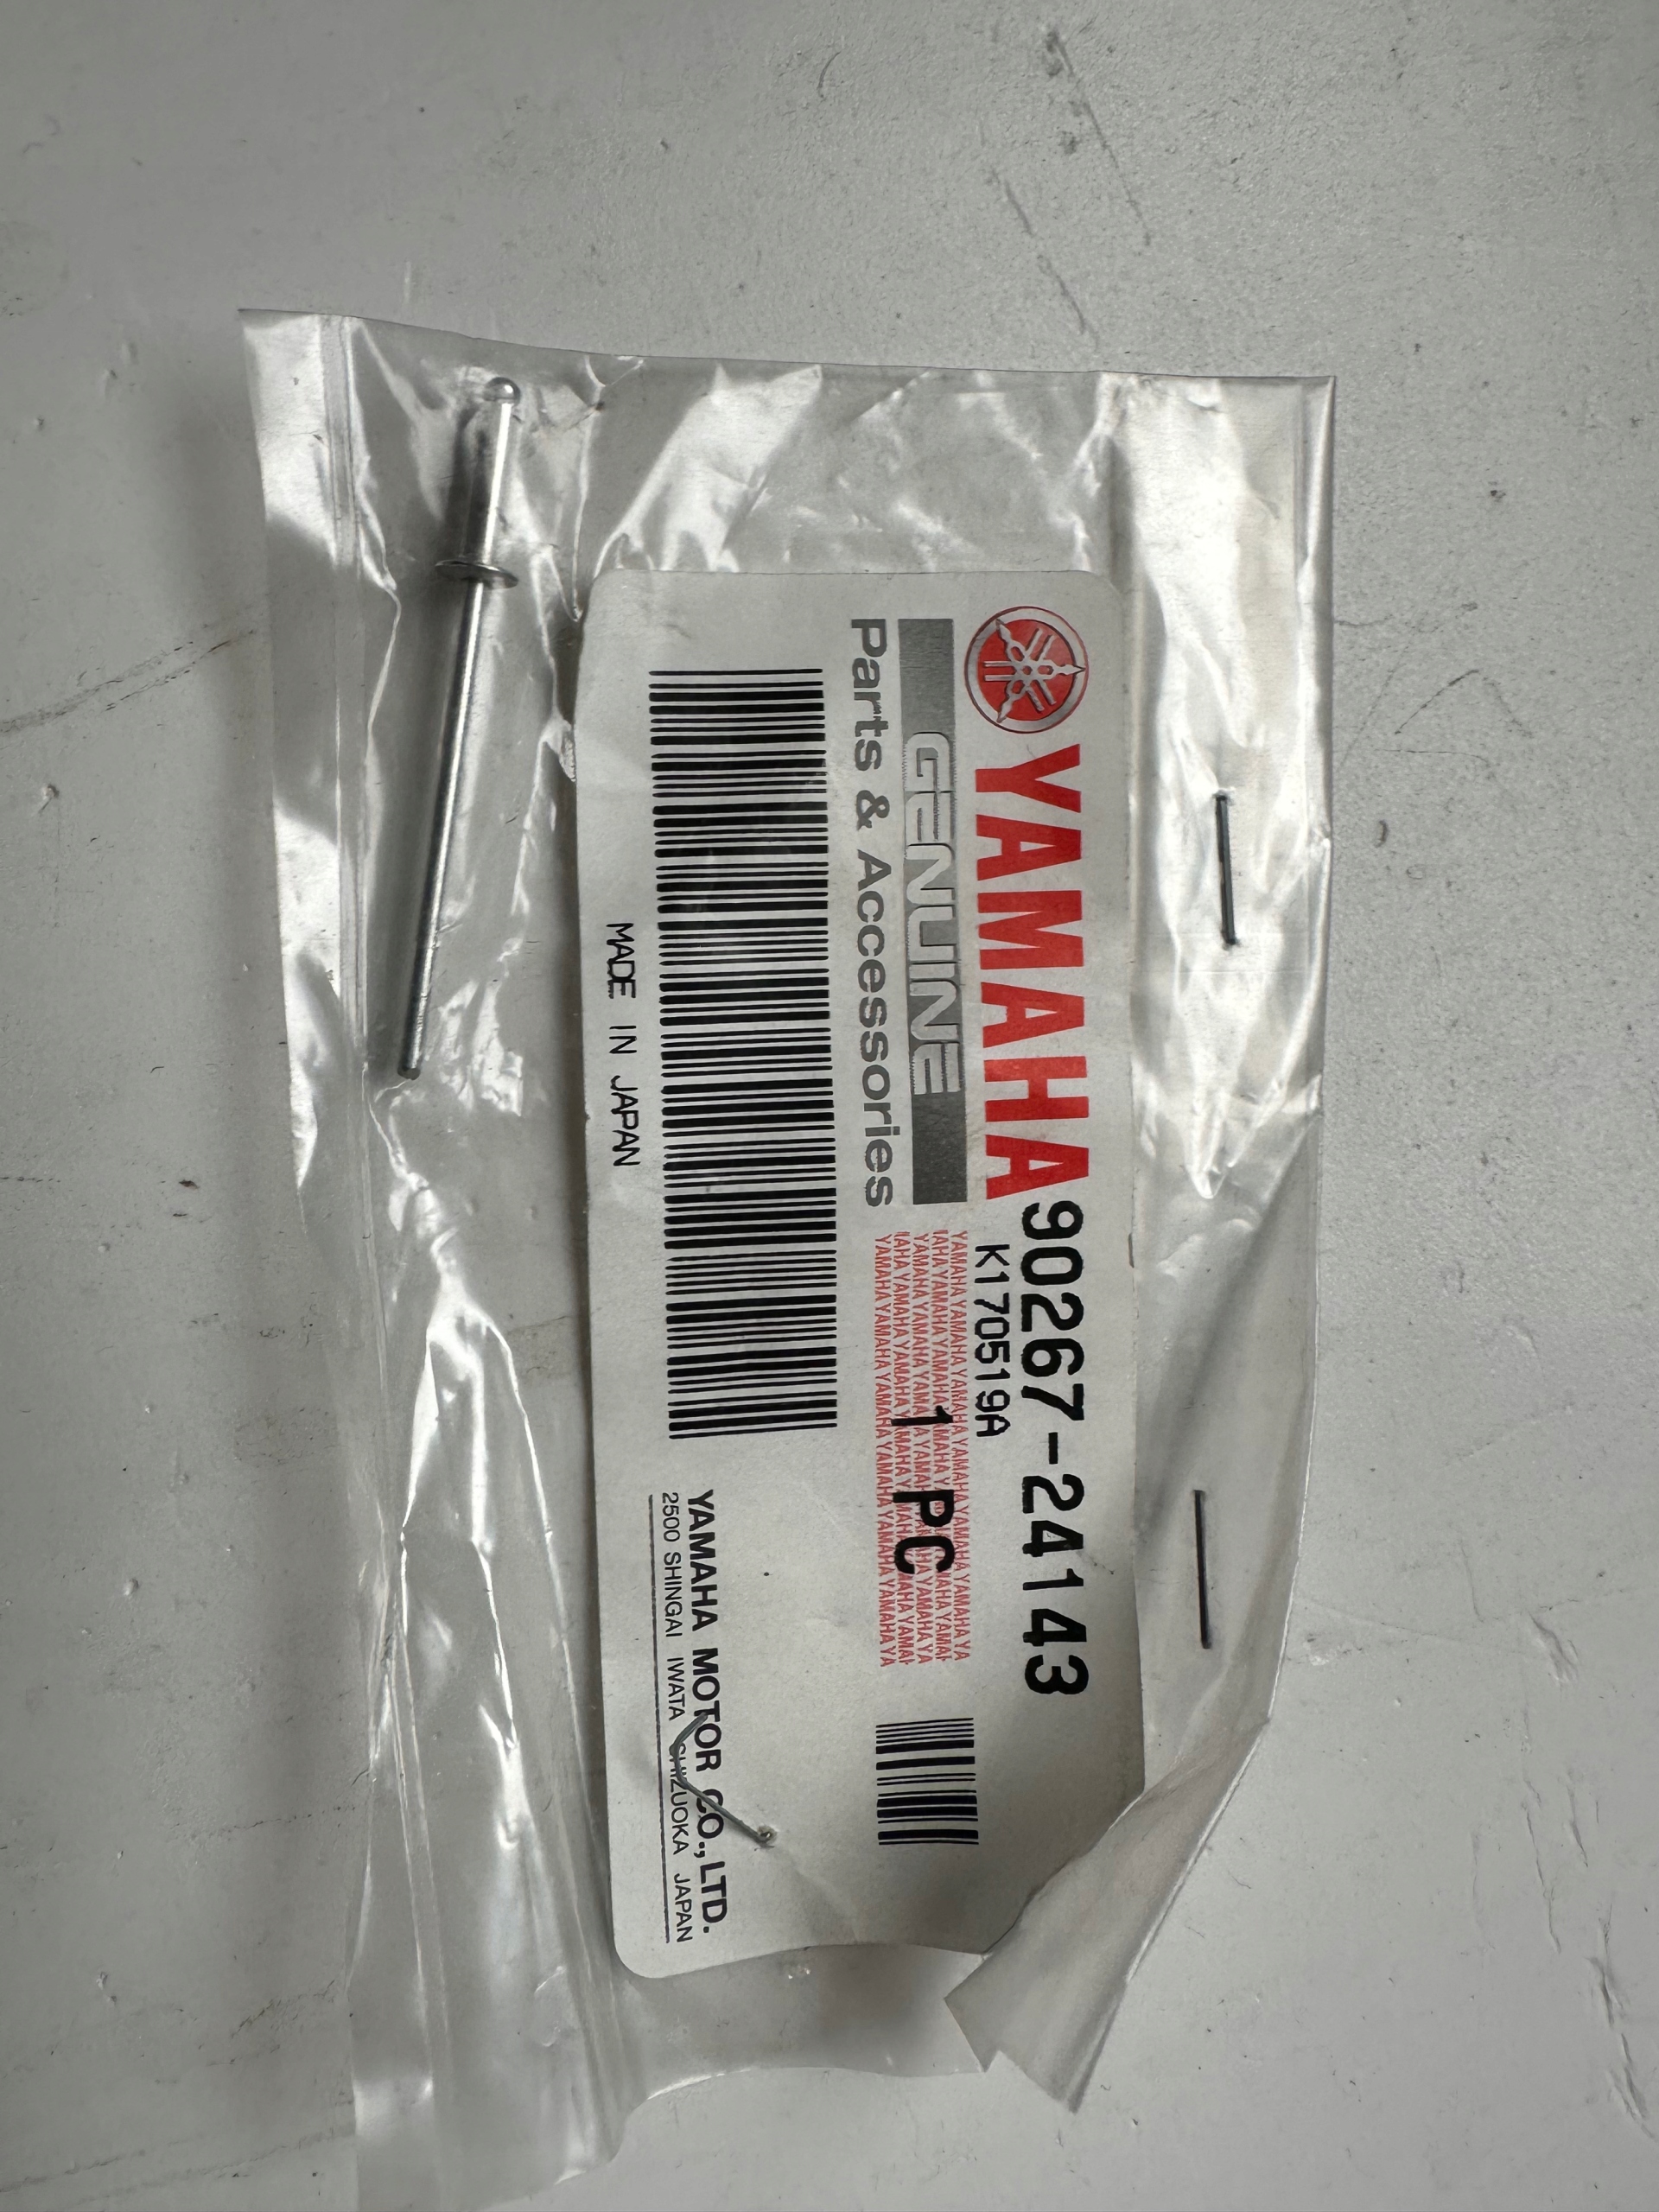 YAMAHA
90267-24143
K170519A
GENUINE
Parts & Accessories
1 PC
MADE IN JAPAN
YAMAHA MOTOR CO., LTD.
2500 SHINGAI IWATA SHIZUOKA JAPAN